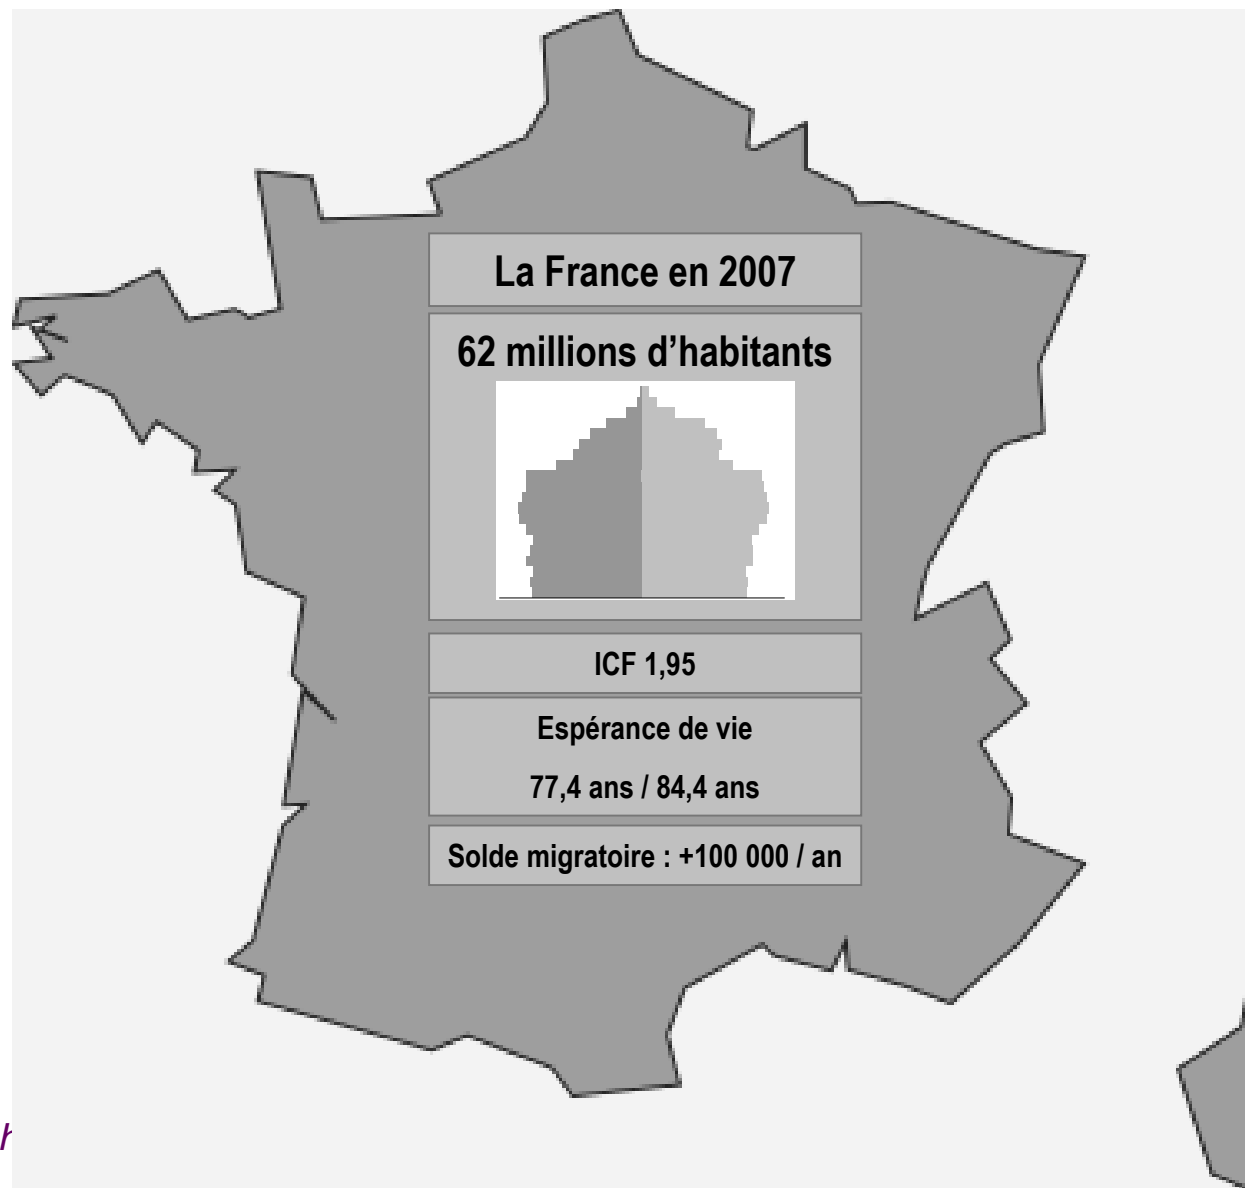 La France en 2007
62 millions d’habitants
ICF 1,95
Espérance de vie
77,4 ans / 84,4 ans
Solde migratoire : +100 000 / an